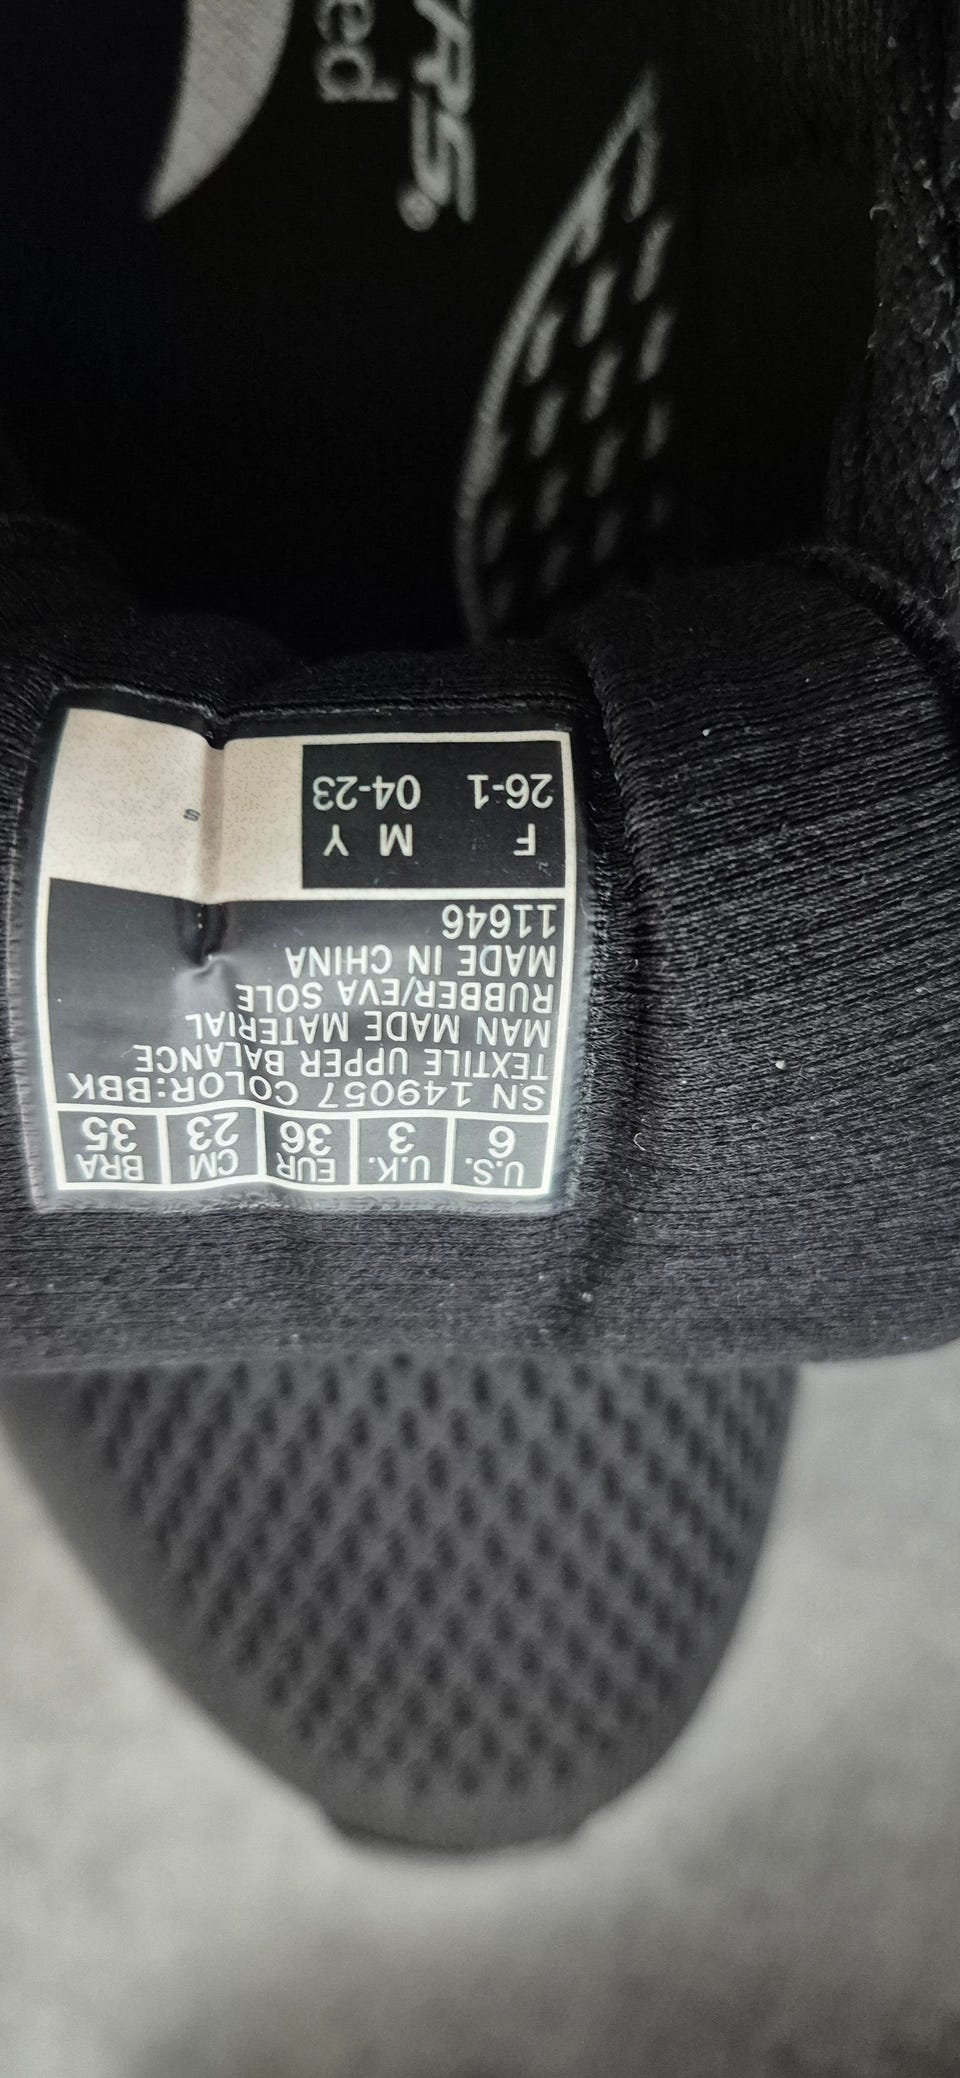 U.S. U.K. EUR CM BRA
6 3 36 23 35
SN 149057 COLOR:BBK
TEXTILE UPPER BALANCE
MAN MADE MATERIAL
RUBBER/EVA SOLE
MADE IN CHINA
11646
F M Y
26-1 04-23
S
ed